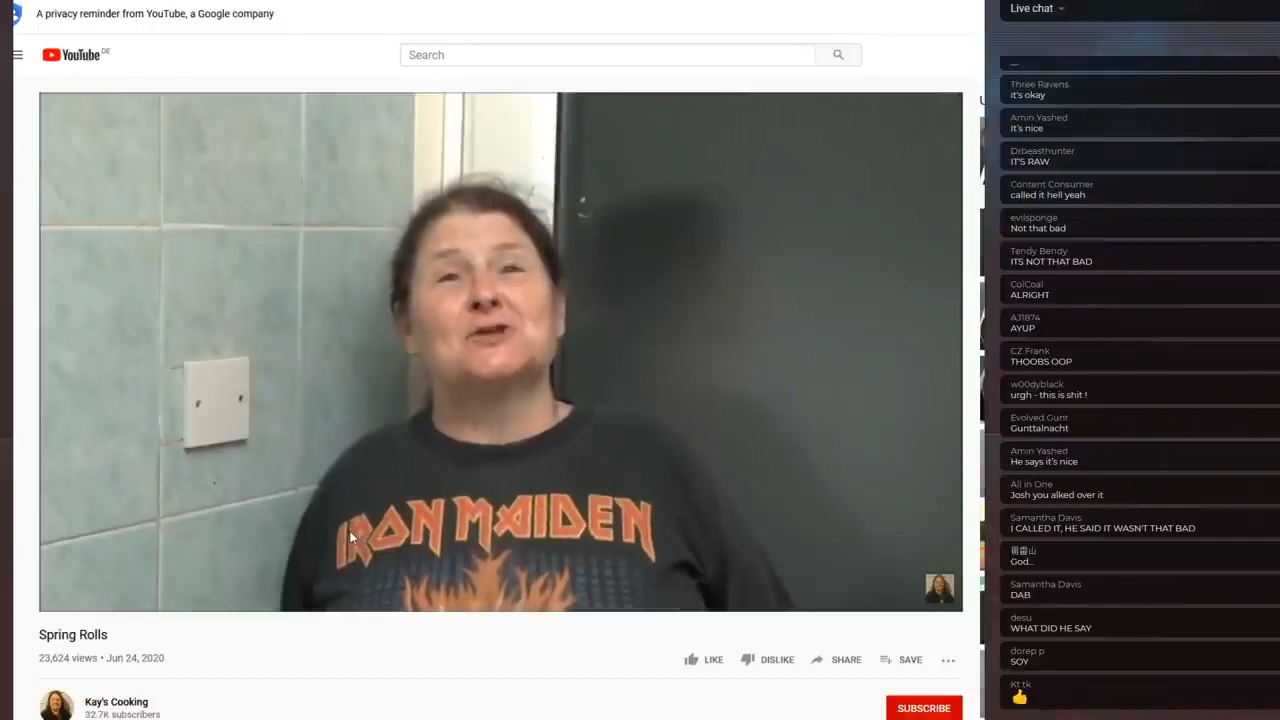 A privacy reminder from YouTube, a Google company
YouTube DE
Search
IRON MAIDEN
Spring Rolls
23,624 views • Jun 24, 2020
LIKE
DISLIKE
SHARE
SAVE
Kay's Cooking
32.7K subscribers
SUBSCRIBE
Live chat
Three Ravens
it's okay
Amin Yashed
It's nice
Drbeasthunter
IT'S RAW
Content Consumer
called it hell yeah
evilsponge
Not that bad
Tendy Bendy
ITS NOT THAT BAD
ColCoal
ALRIGHT
AJ1874
AYUP
CZ Frank
THOOBS OOP
w00dyblack
urgh - this is shit !
Evolved Gunt
Gunttalnacht
Amin Yashed
He says it's nice
All in One
Josh you alked over it
Samantha Davis
I CALLED IT, HE SAID IT WASN'T THAT BAD
God...
Samantha Davis
DAB
desu
WHAT DID HE SAY
dorep p
SOY
Kt tk